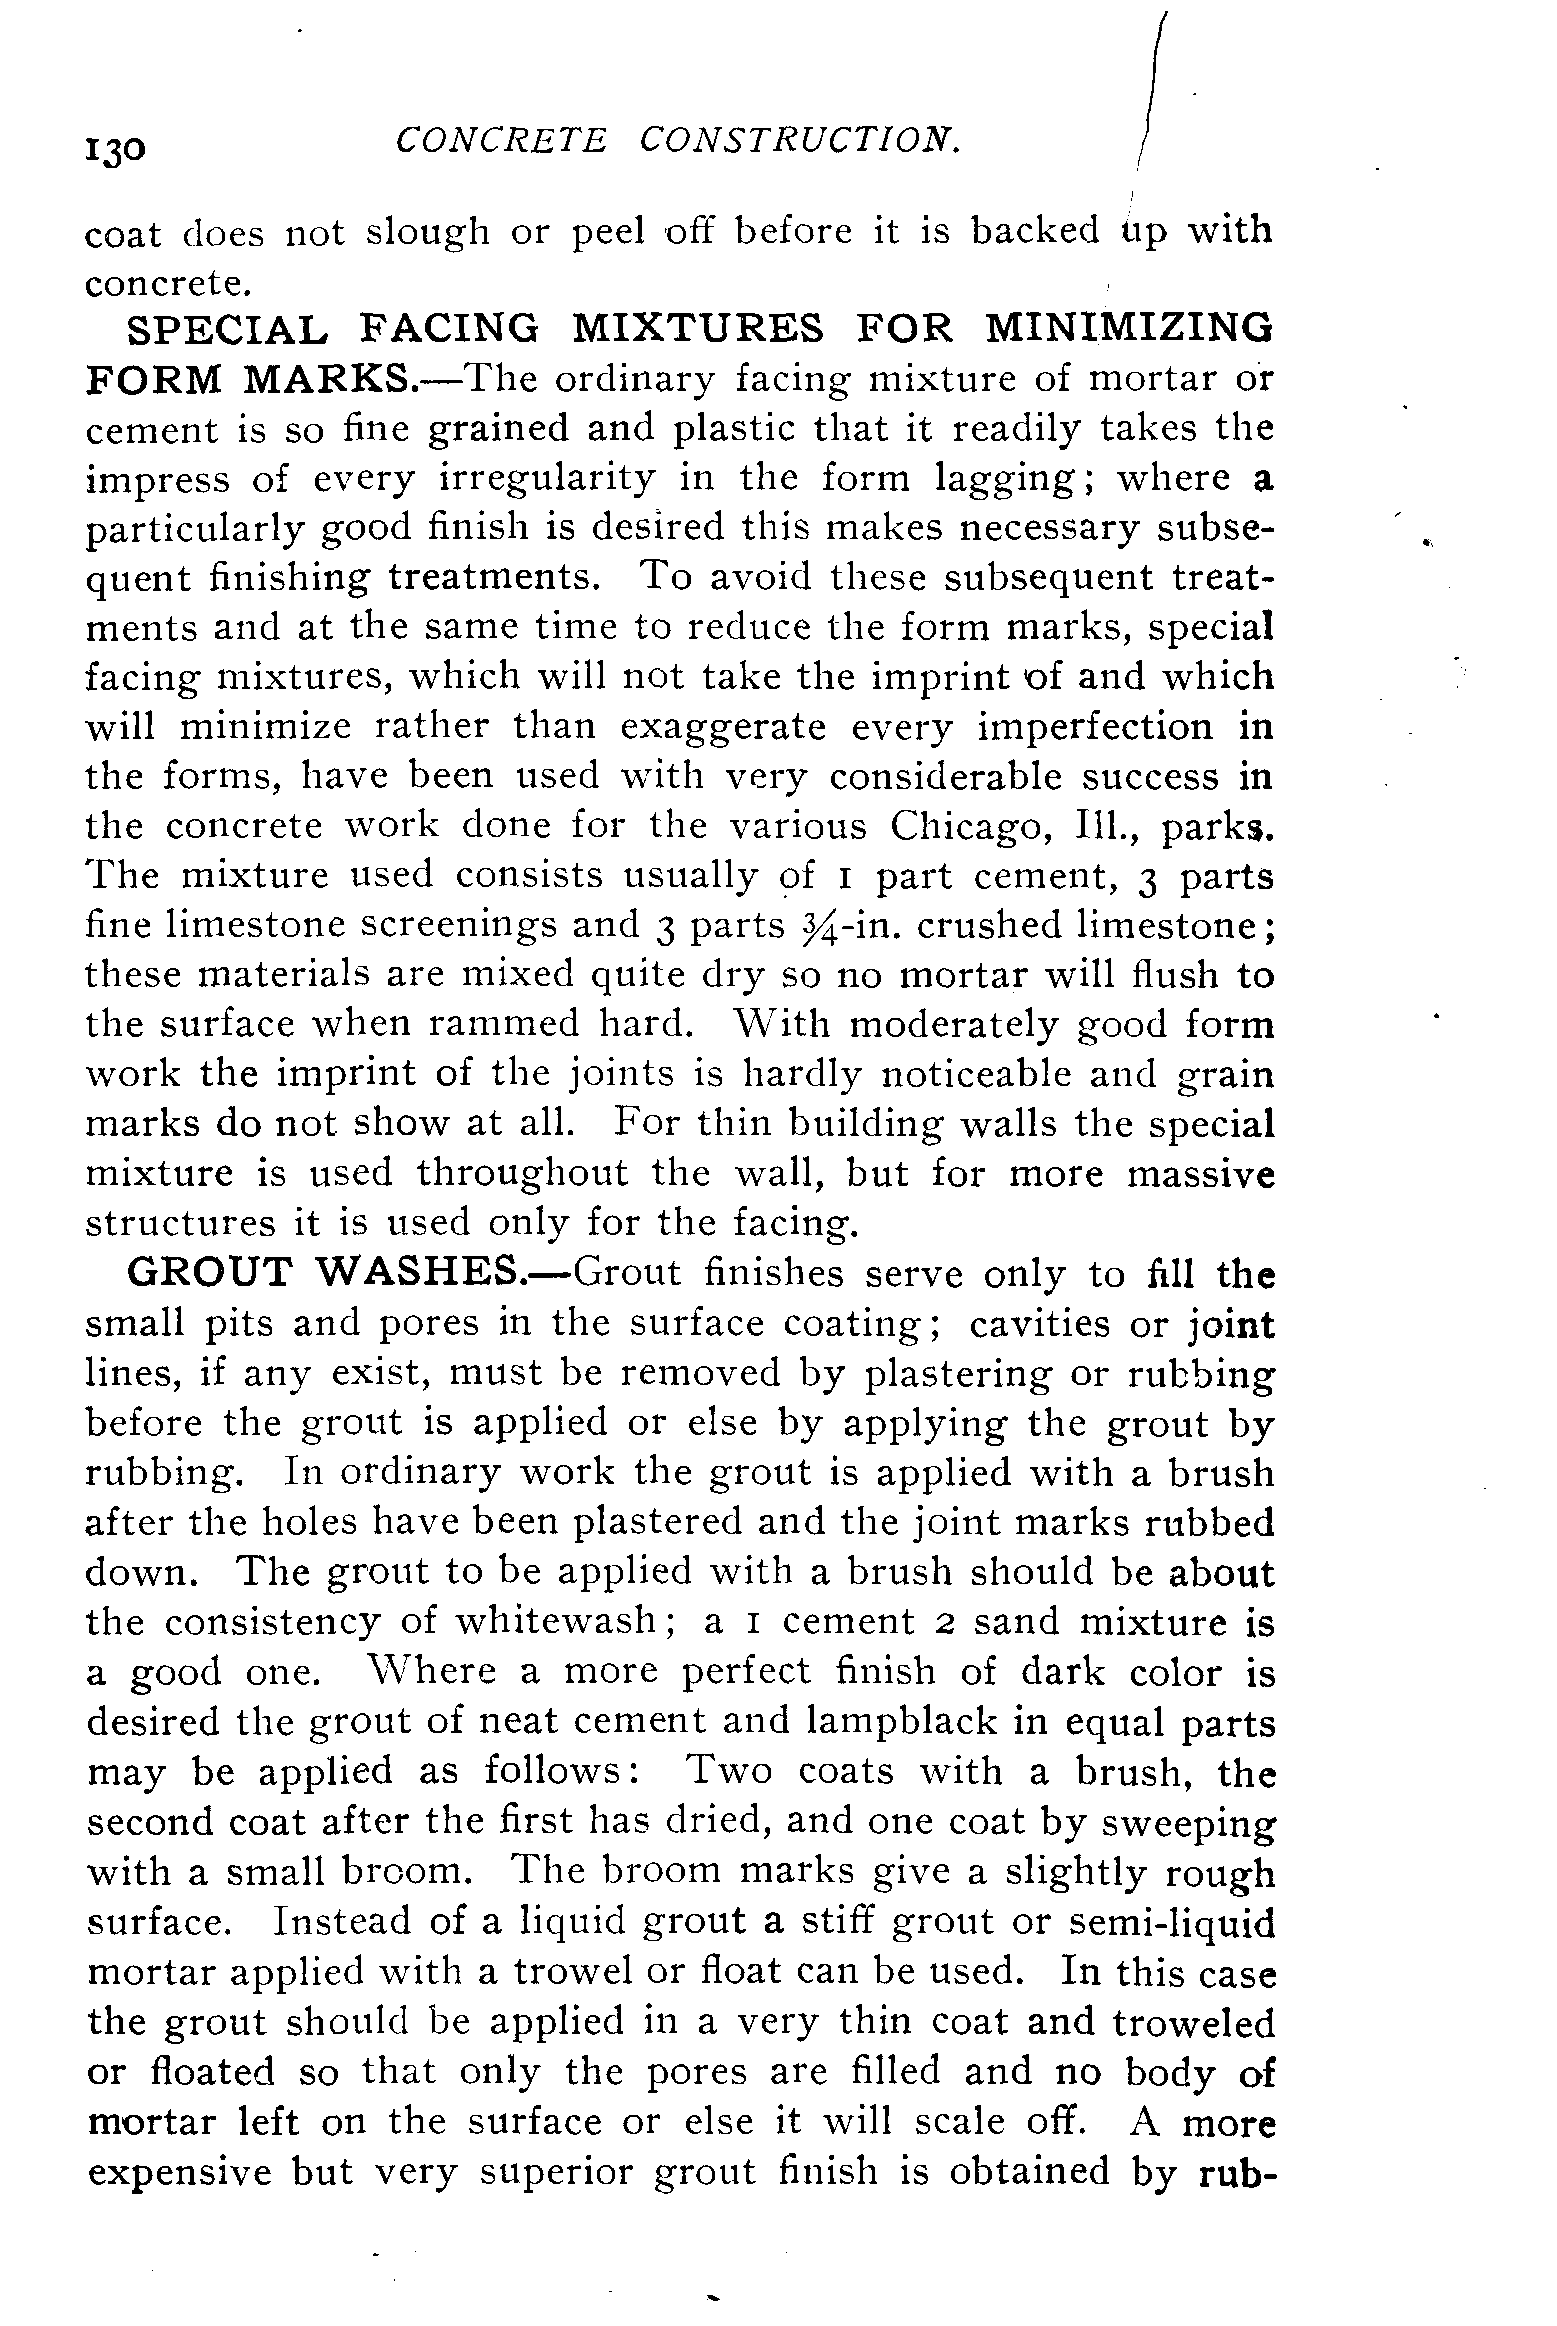 130 CONCRETE CONSTRUCTION.
coat does not slough or peel off before it is backed up with
concrete.
SPECIAL FACING MIXTURES FOR MINIMIZING
FORM MARKS.—The ordinary facing mixture of mortar or
cement is so fine grained and plastic that it readily takes the
impress of every irregularity in the form lagging; where a
particularly good finish is desired this makes necessary subse-
quent finishing treatments. To avoid these subsequent treat-
ments and at the same time to reduce the form marks, special
facing mixtures, which will not take the imprint of and which
will minimize rather than exaggerate every imperfection in
the forms, have been used with very considerable success in
the concrete work done for the various Chicago, Ill., parks.
The mixture used consists usually of 1 part cement, 3 parts
fine limestone screenings and 3 parts ¾-in. crushed limestone;
these materials are mixed quite dry so no mortar will flush to
the surface when rammed hard. With moderately good form
work the imprint of the joints is hardly noticeable and grain
marks do not show at all. For thin building walls the special
mixture is used throughout the wall, but for more massive
structures it is used only for the facing.
GROUT WASHES.—Grout finishes serve only to fill the
small pits and pores in the surface coating; cavities or joint
lines, if any exist, must be removed by plastering or rubbing
before the grout is applied or else by applying the grout by
rubbing. In ordinary work the grout is applied with a brush
after the holes have been plastered and the joint marks rubbed
down. The grout to be applied with a brush should be about
the consistency of whitewash; a 1 cement 2 sand mixture is
a good one. Where a more perfect finish of dark color is
desired the grout of neat cement and lampblack in equal parts
may be applied as follows: Two coats with a brush, the
second coat after the first has dried, and one coat by sweeping
with a small broom. The broom marks give a slightly rough
surface. Instead of a liquid grout a stiff grout or semi-liquid
mortar applied with a trowel or float can be used. In this case
the grout should be applied in a very thin coat and troweled
or floated so that only the pores are filled and no body of
mortar left on the surface or else it will scale off. A more
expensive but very superior grout finish is obtained by rub-